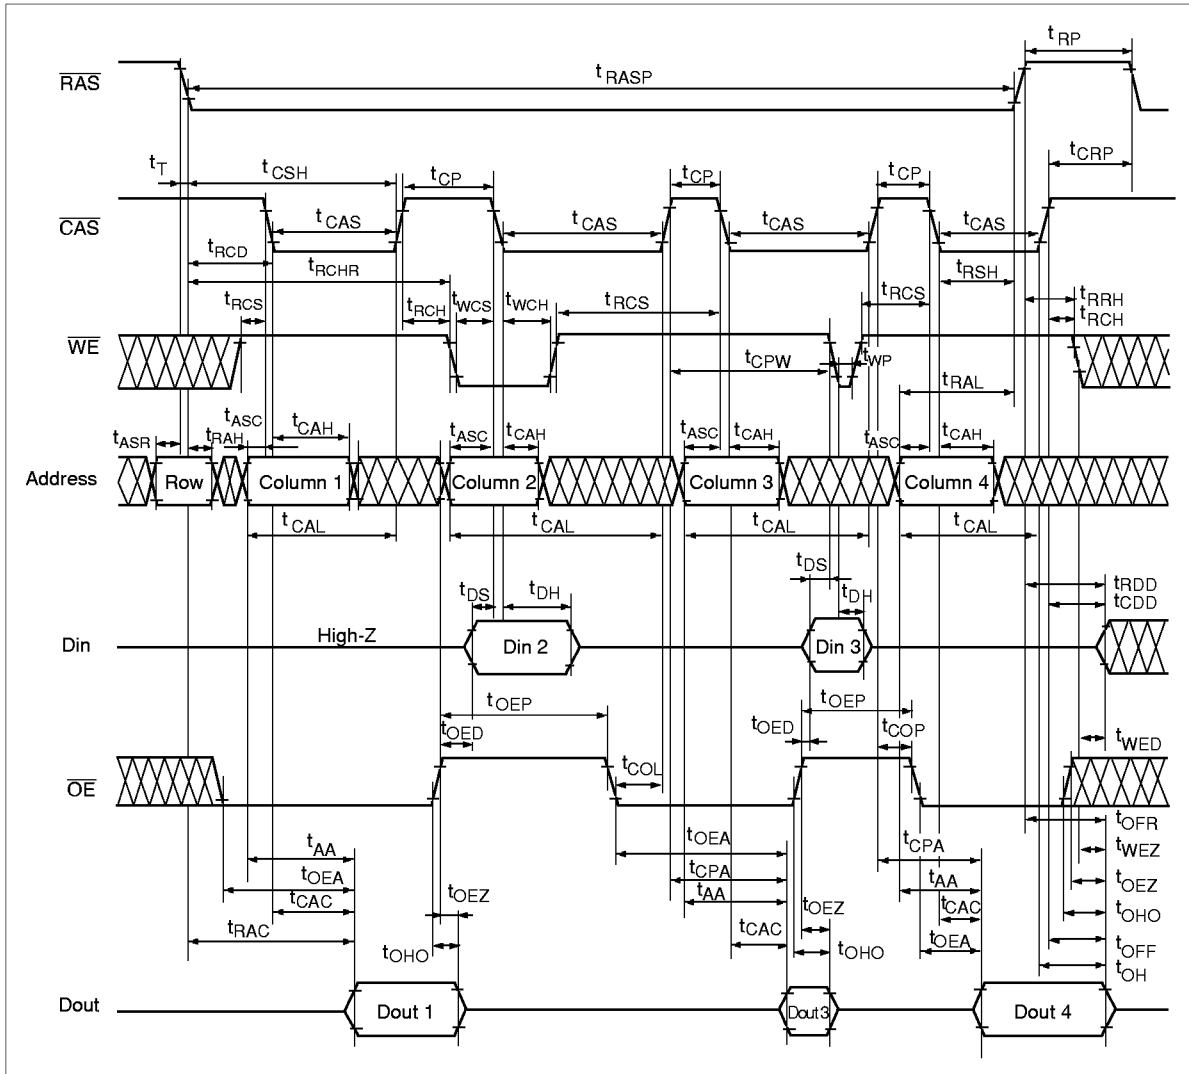 tRP
RAS
tRASP
tT
tCSH
tCP
tCP
tCP
tCRP
CAS
tCAS
tCAS
tCAS
tCAS
tRCD
tRCHR
tRSH
tRCS
tRCH
tWCS
tWCH
tRCS
tRCS
tRRH
tRCH
WE
tCPW
tWP
tRAL
tASR
tRAH
tASC
tCAH
tASC
tCAH
tASC
tCAH
tASC
tCAH
Address
Row
Column 1
Column 2
Column 3
Column 4
tCAL
tCAL
tCAL
tCAL
tDS
tDH
tDS
tDH
tRDD
tCDD
Din
High-Z
Din 2
Din 3
tOEP
tOEP
tOED
tOED
tCOP
tWED
OE
tCOL
tOFR
tAA
tOEA
tCPA
tWEZ
tOEA
tCPA
tAA
tOEZ
tCAC
tOEZ
tAA
tOEZ
tCAC
tOHO
tRAC
tCAC
tOEA
tOHO
tOHO
tOFF
tOH
Dout
Dout 1
Dout 3
Dout 4